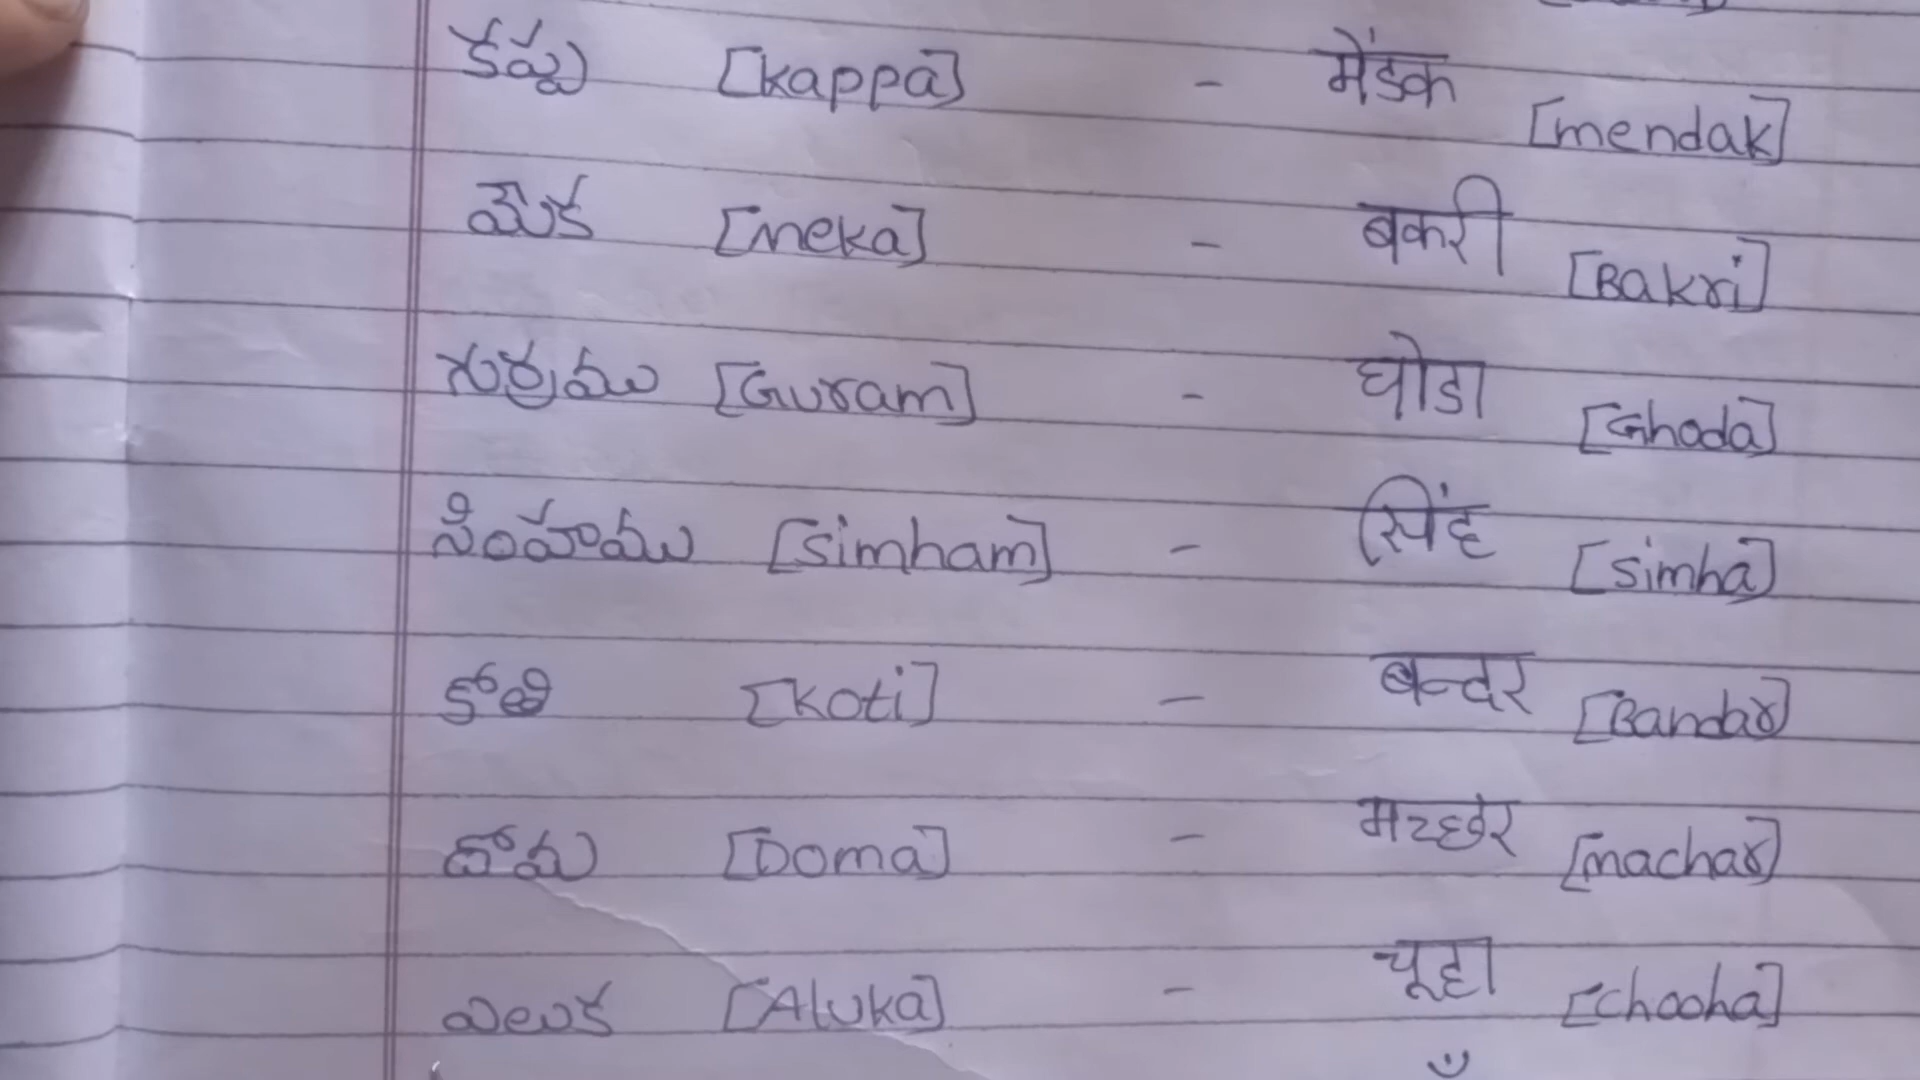 కప్ప [kappa] - मेंडक [mendak]
మేక [meka] - बकरी [Bakri]
గుర్రము [Guram] - घोडा [Ghoda]
సింహము [simham] - सिंह [simha]
కోతి [koti] - बन्दर [Bandar]
దోమ [Doma] - मच्छर [machar]
ఎలుక [Aluka] - चूहा [chooha]